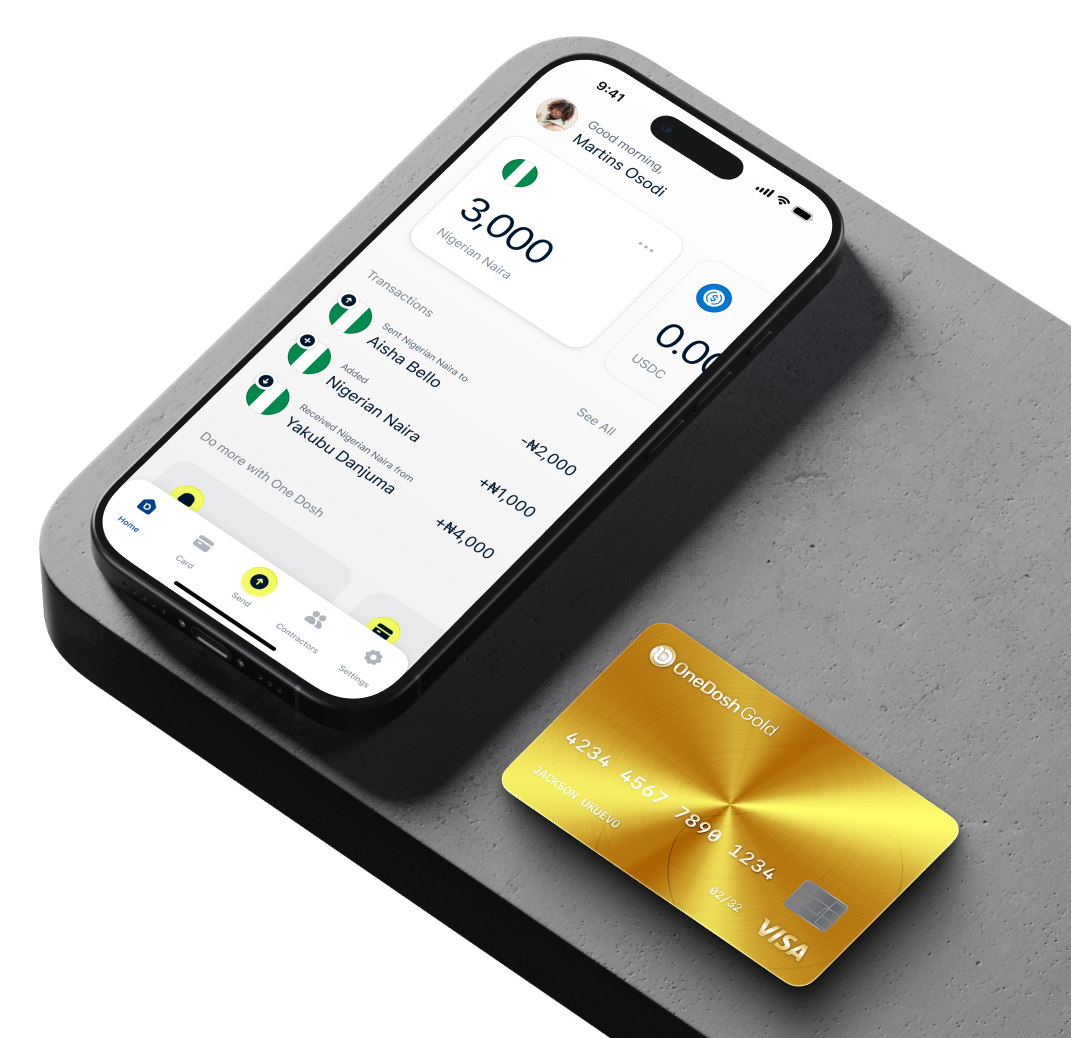 9:41
Good morning,
Martins Osodi
3,000
Nigerian Naira
0.00
USDC
Transactions
See All
Sent Nigerian Naira to
Aisha Bello
-₦2,000
Added
Nigerian Naira
+₦1,000
Received Nigerian Naira from
Yakubu Danjuma
+₦4,000
Do more with One Dosh
Home
Card
Send
Contractors
Settings
OneDosh Gold
4234 4567 7890 1234
JACKSON UKUEVO
02/32
VISA